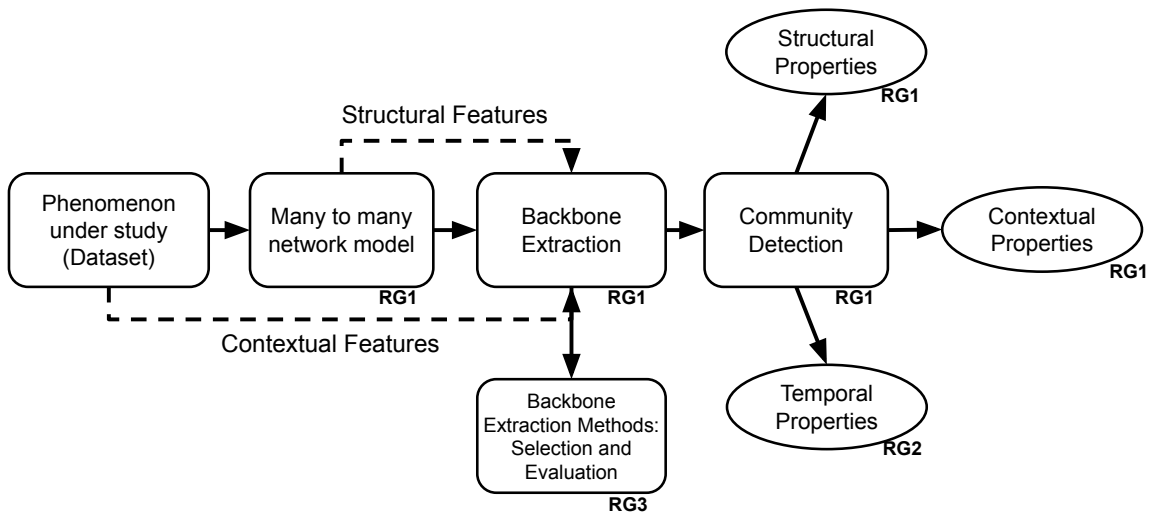 Structural
Properties
RG1
Structural Features
Phenomenon
under study
(Dataset)
Many to many
network model
RG1
Backbone
Extraction
RG1
Community
Detection
RG1
Contextual
Properties
RG1
Contextual Features
Backbone
Extraction Methods:
Selection and
Evaluation
RG3
Temporal
Properties
RG2